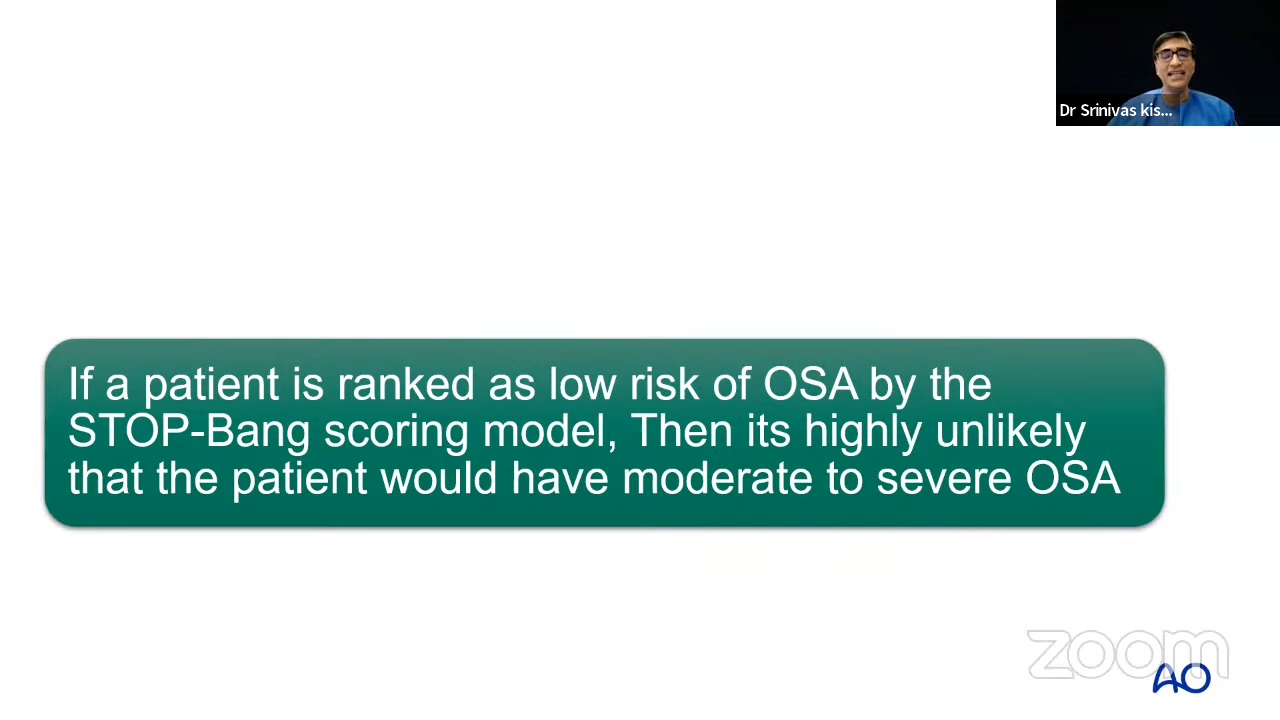 Dr Srinivas kis...
If a patient is ranked as low risk of OSA by the
STOP-Bang scoring model, Then its highly unlikely
that the patient would have moderate to severe OSA
zoom
AO